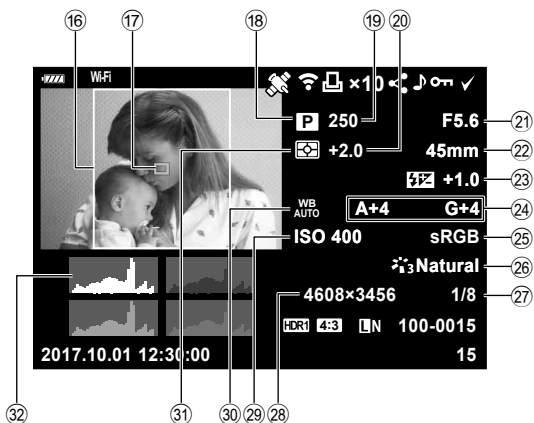 ⑯ ⑰ ⑱ ⑲ ⑳
Wi-Fi ×10
P 250 F5.6 ㉑
+2.0 45mm ㉒
+1.0 ㉓
WB AUTO A+4 G+4 ㉔
ISO 400 sRGB ㉕
3 Natural ㉖
4608×3456 1/8 ㉗
HDR1 4:3 LN 100-0015
2017.10.01 12:30:00 15
㉜ ㉛ ㉚ ㉙ ㉘